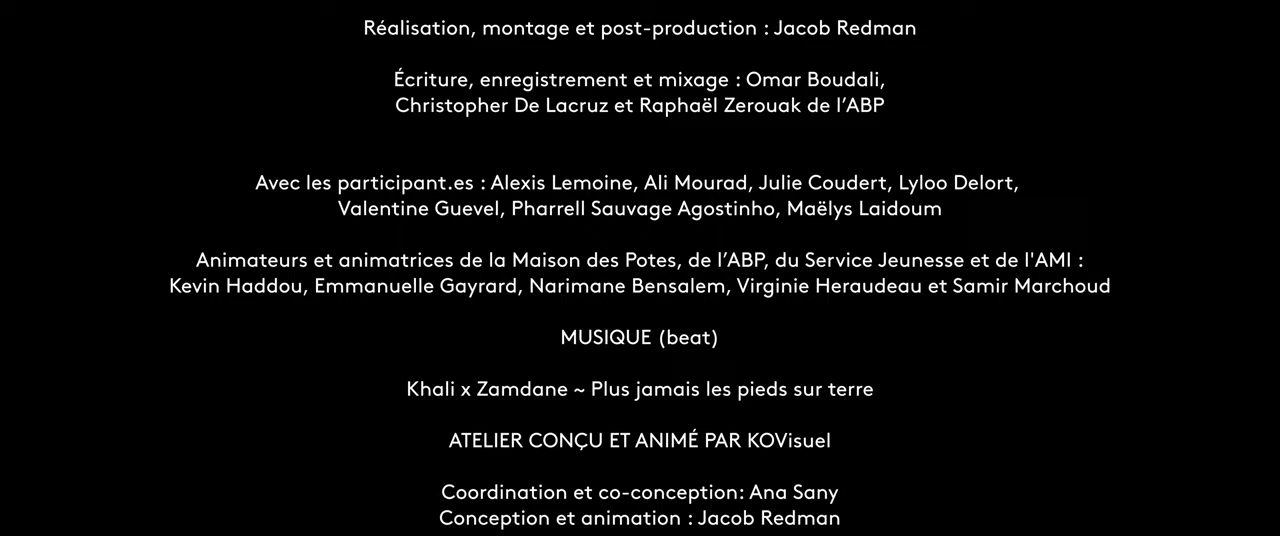 Réalisation, montage et post-production : Jacob Redman
Écriture, enregistrement et mixage : Omar Boudali,
Christopher De Lacruz et Raphaël Zerouak de l’ABP
Avec les participant.es : Alexis Lemoine, Ali Mourad, Julie Coudert, Lyloo Delort,
Valentine Guevel, Pharrell Sauvage Agostinho, Maëlys Laidoum
Animateurs et animatrices de la Maison des Potes, de l’ABP, du Service Jeunesse et de l'AMI :
Kevin Haddou, Emmanuelle Gayrard, Narimane Bensalem, Virginie Heraudeau et Samir Marchoud
MUSIQUE (beat)
Khali x Zamdane ~ Plus jamais les pieds sur terre
ATELIER CONÇU ET ANIMÉ PAR KOVisuel
Coordination et co-conception: Ana Sany
Conception et animation : Jacob Redman